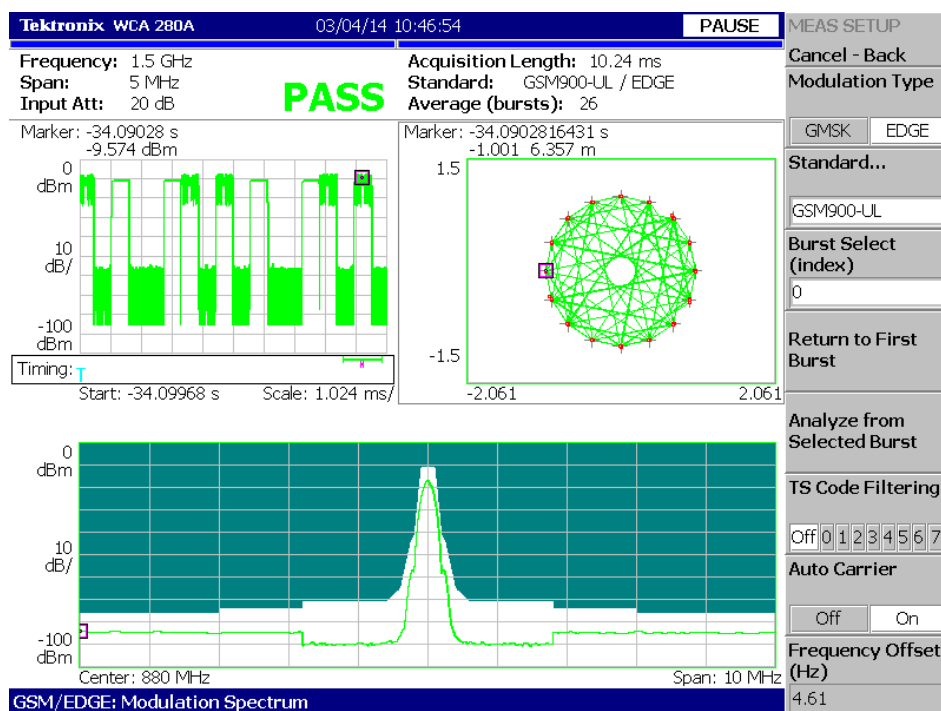 Tektronix WCA 280A 03/04/14 10:46:54 PAUSE
Frequency: 1.5 GHz
Span: 5 MHz
Input Att: 20 dB
PASS
Acquisition Length: 10.24 ms
Standard: GSM900-UL / EDGE
Average (bursts): 26
Marker: -34.09028 s
-9.574 dBm
0
dBm
10
dB/
-100
dBm
Timing:
T
Start: -34.09968 s Scale: 1.024 ms/
Marker: -34.0902816431 s
-1.001 6.357 m
1.5
-1.5
-2.061 2.061
0
dBm
10
dB/
-100
dBm
Center: 880 MHz Span: 10 MHz
GSM/EDGE: Modulation Spectrum
MEAS SETUP
Cancel - Back
Modulation Type
GMSK EDGE
Standard...
GSM900-UL
Burst Select
(index)
0
Return to First
Burst
Analyze from
Selected Burst
TS Code Filtering
Off 0 1 2 3 4 5 6 7
Auto Carrier
Off On
Frequency Offset
(Hz)
4.61